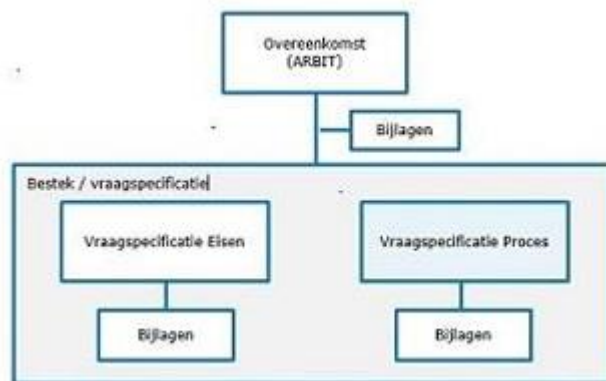 Overeenkomst
(ARBIT)
Bijlagen
Bestek / vraagspecificatie
Vraagspecificatie Eisen
Vraagspecificatie Proces
Bijlagen
Bijlagen